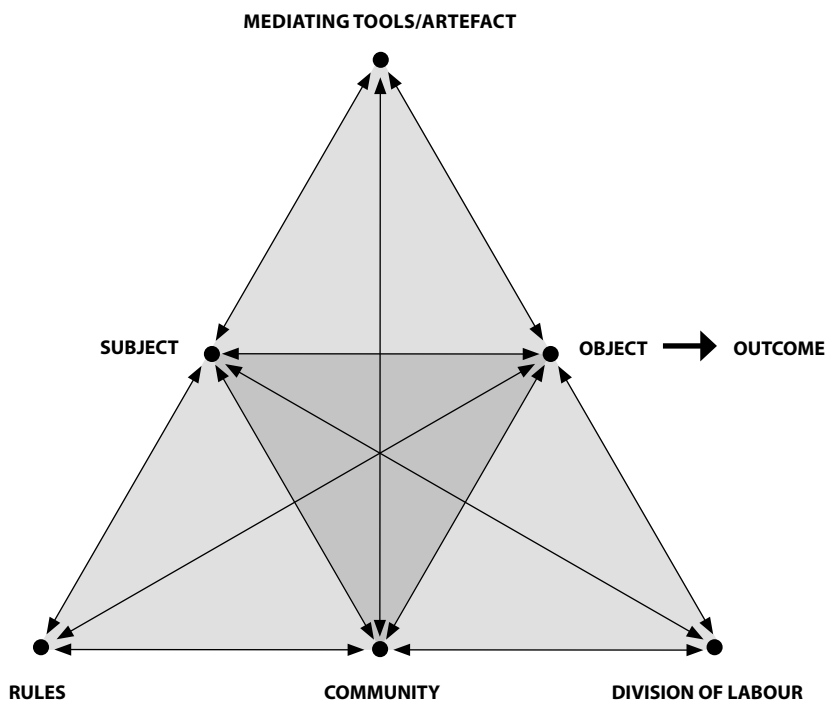 MEDIATING TOOLS/ARTEFACT
SUBJECT
OBJECT
OUTCOME
RULES
COMMUNITY
DIVISION OF LABOUR